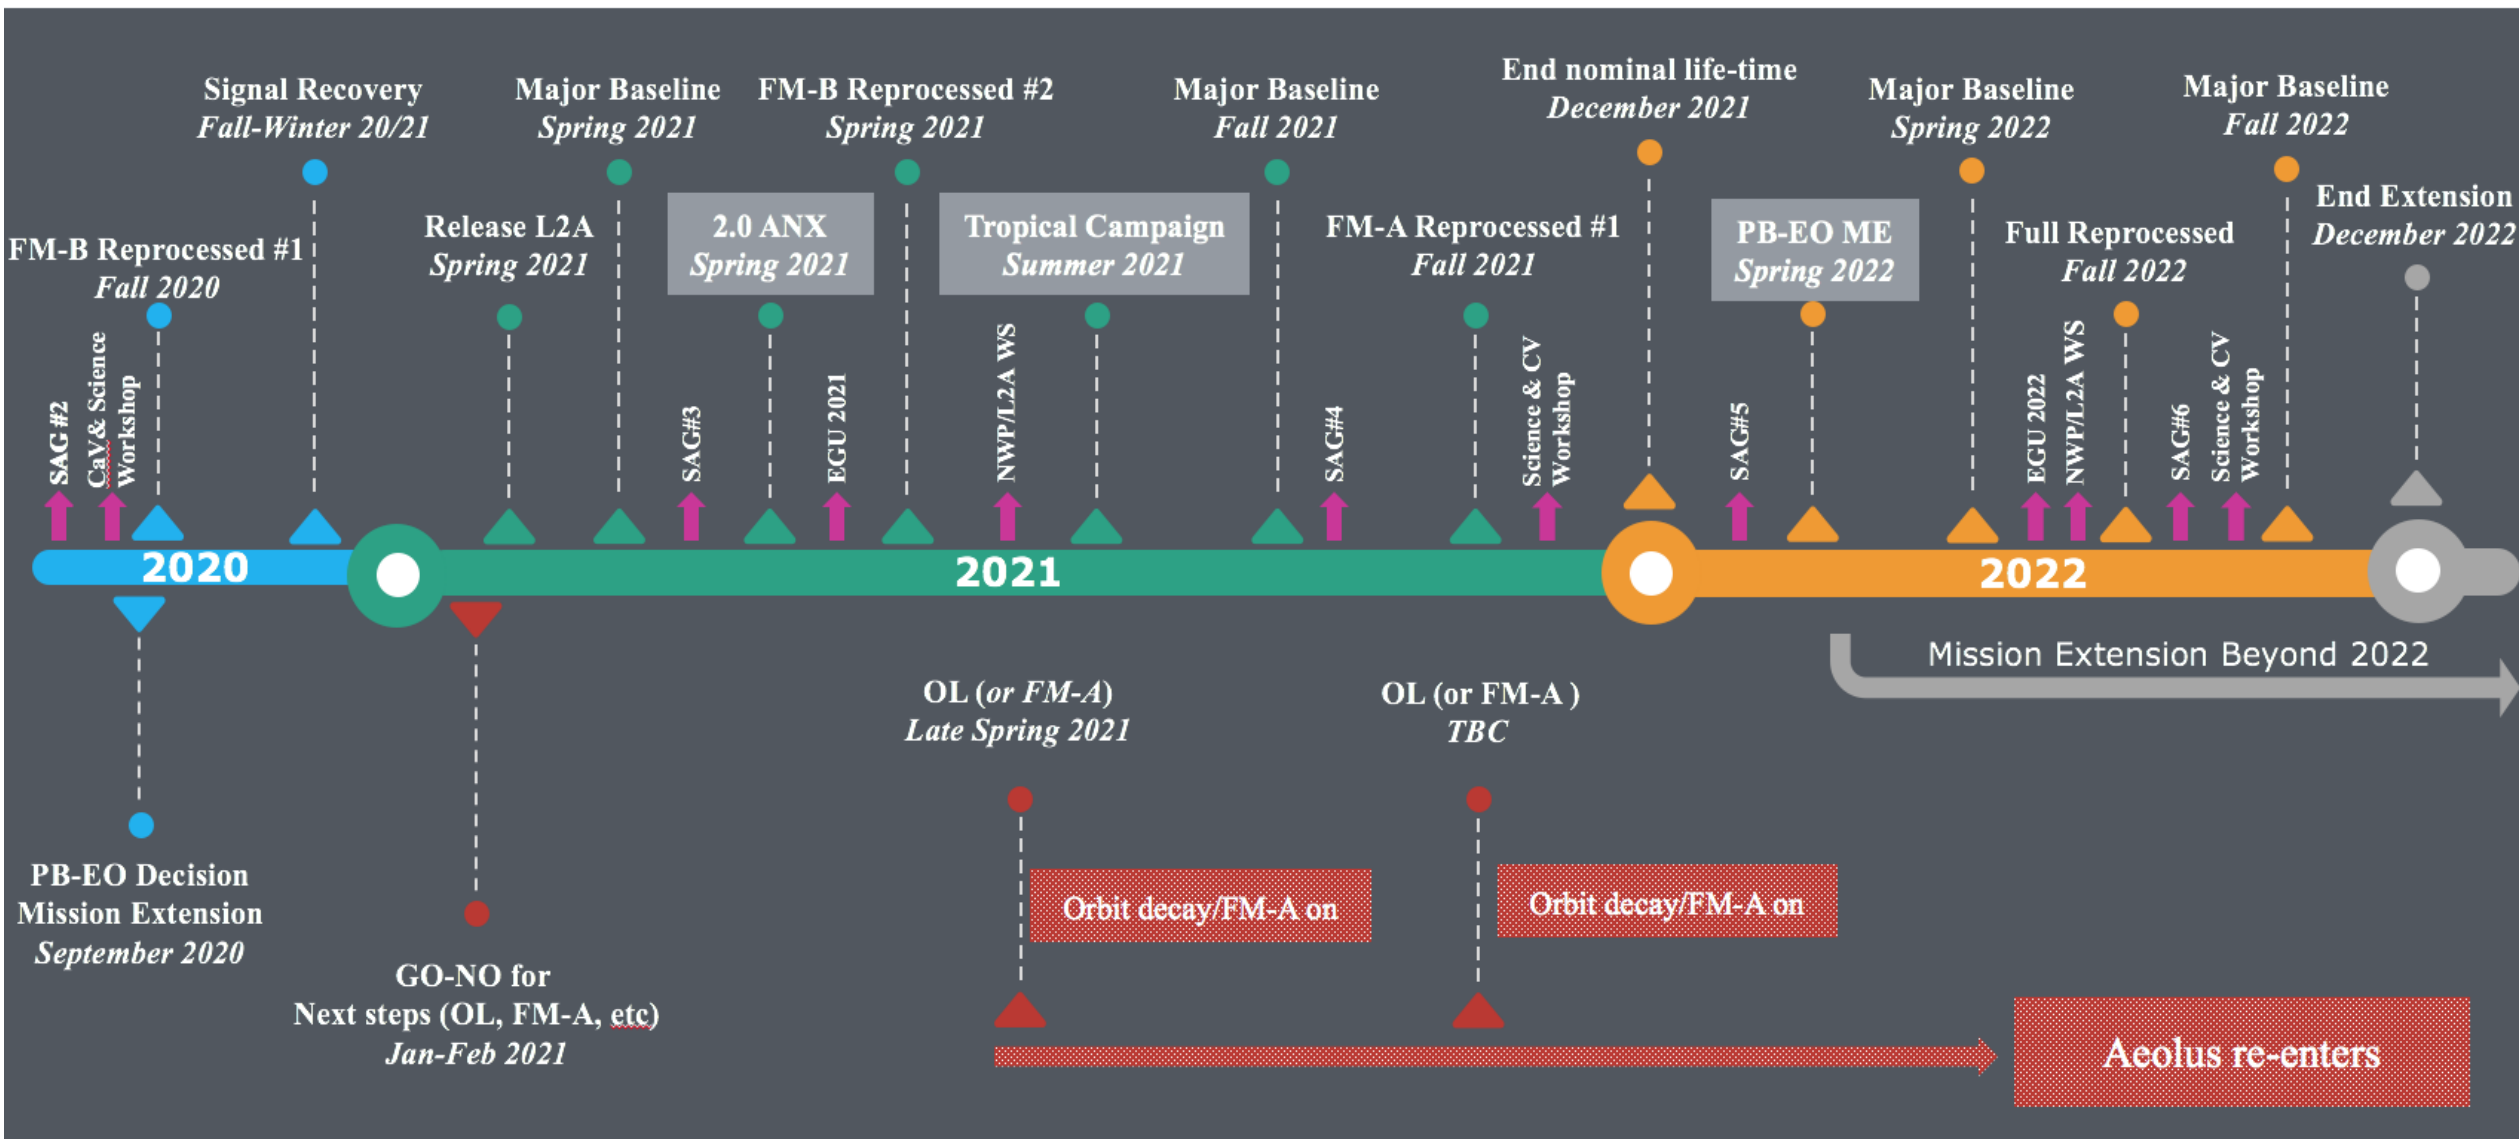 Signal Recovery
Fall-Winter 20/21
Major Baseline
Spring 2021
FM-B Reprocessed #2
Spring 2021
Major Baseline
Fall 2021
End nominal life-time
December 2021
Major Baseline
Spring 2022
Major Baseline
Fall 2022
FM-B Reprocessed #1
Fall 2020
Release L2A
Spring 2021
2.0 ANX
Spring 2021
Tropical Campaign
Summer 2021
FM-A Reprocessed #1
Fall 2021
PB-EO ME
Spring 2022
Full Reprocessed
Fall 2022
End Extension
December 2022
SAG#2
CaV& Science
Workshop
SAG#3
EGU 2021
NWP/L2A WS
SAG#4
Science & CV
Workshop
SAG#5
EGU 2022
NWP/L2A WS
SAG#6
Science & CV
Workshop
2020
2021
2022
Mission Extension Beyond 2022
OL (or FM-A)
Late Spring 2021
OL (or FM-A )
TBC
PB-EO Decision
Mission Extension
September 2020
Orbit decay/FM-A on
Orbit decay/FM-A on
GO-NO for
Next steps (OL, FM-A, etc)
Jan-Feb 2021
Aeolus re-enters